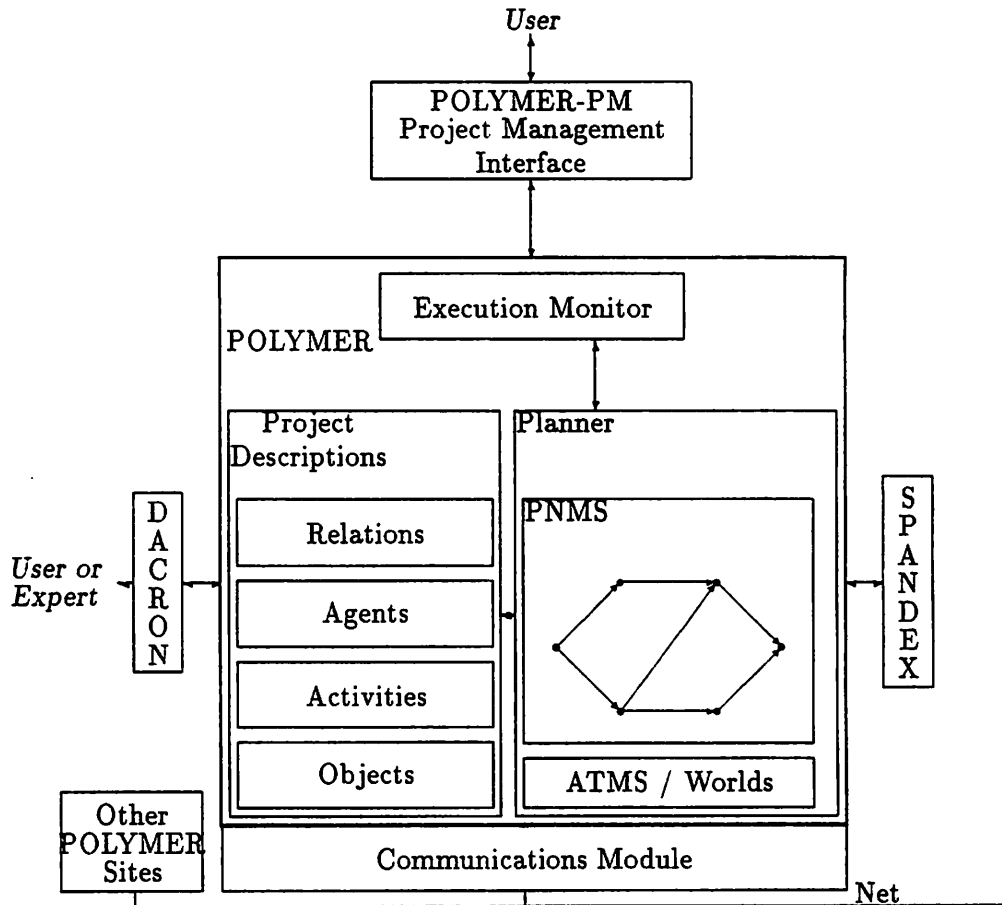 User
POLYMER-PM
Project Management
Interface
Execution Monitor
POLYMER
Project
Descriptions
Relations
Agents
Activities
Objects
Planner
PNMS
ATMS / Worlds
D
A
C
R
O
N
User or
Expert
S
P
A
N
D
E
X
Other
POLYMER
Sites
Communications Module
Net